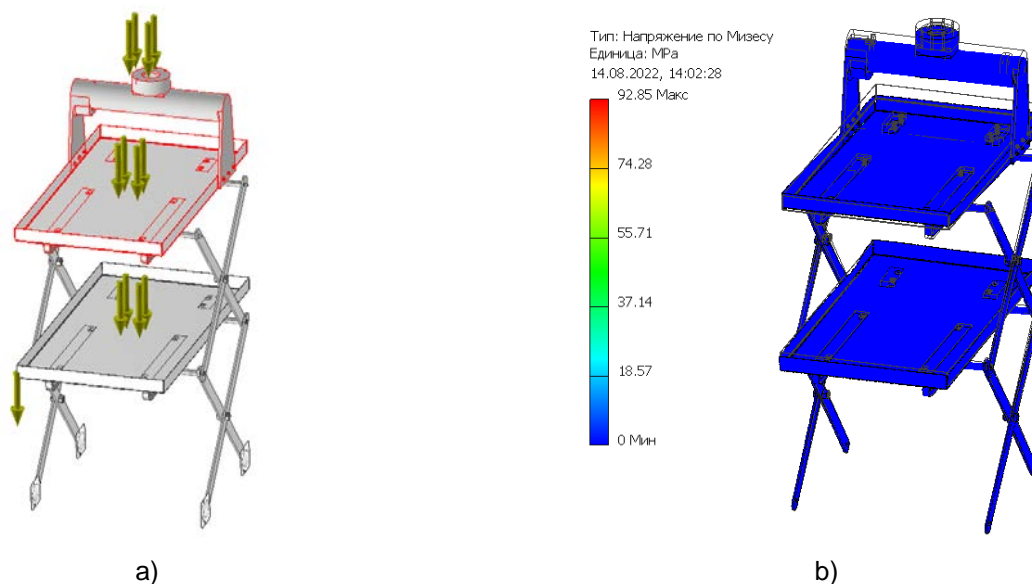 Тип: Напряжение по Мизесу
Единица: MPa
14.08.2022, 14:02:28
92.85 Макс
74.28
55.71
37.14
18.57
0 Мин
a)
b)